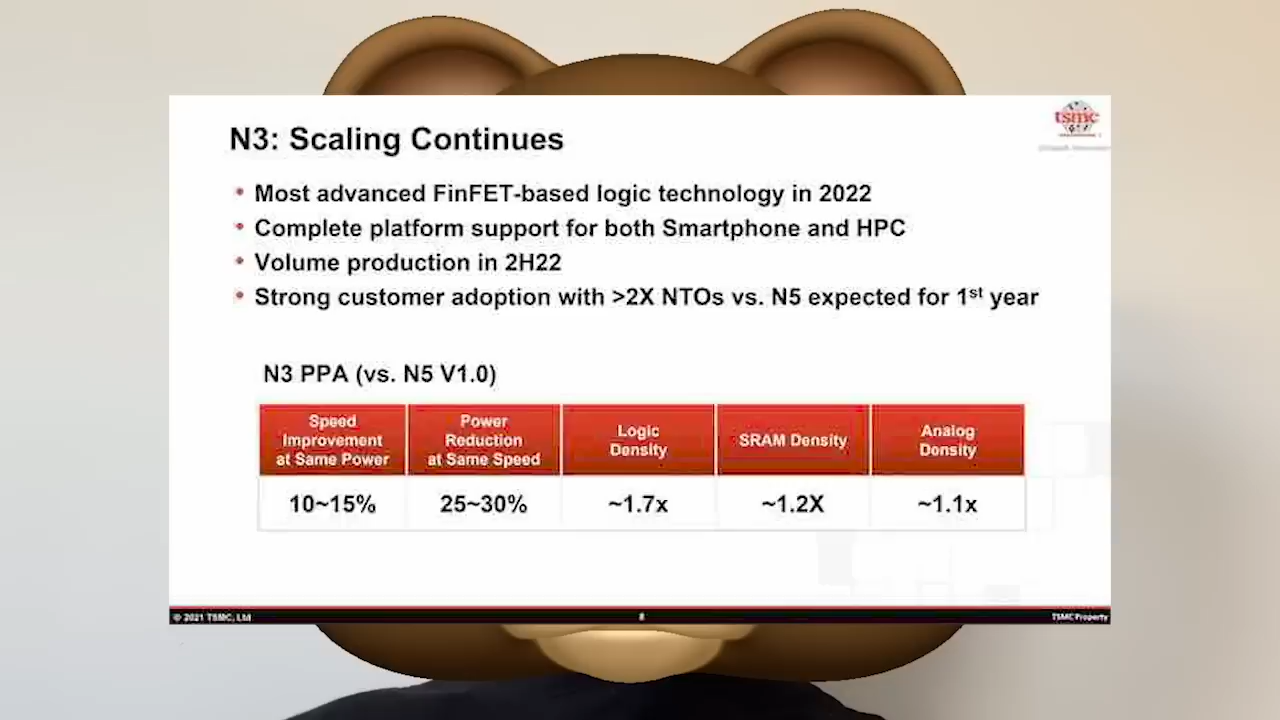 N3: Scaling Continues
tsmc
• Most advanced FinFET-based logic technology in 2022
• Complete platform support for both Smartphone and HPC
• Volume production in 2H22
• Strong customer adoption with >2X NTOs vs. N5 expected for 1st year
N3 PPA (vs. N5 V1.0)
Speed
Improvement
at Same Power
Power
Reduction
at Same Speed
Logic
Density
SRAM Density
Analog
Density
10~15%
25~30%
~1.7x
~1.2X
~1.1x
© 2021 TSMC, Ltd
8
TSMC Property